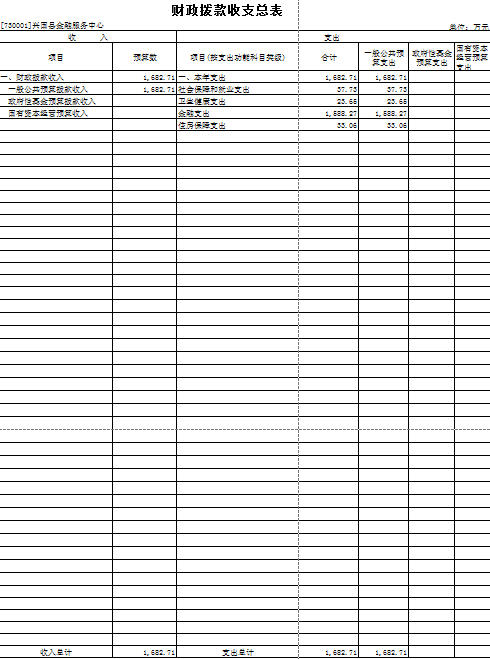 财政拨款收支总表
[730001]兴国县金融服务中心 单位：万元
收 入 支出
项目 预算数 项目(按支出功能科目类级) 合计 一般公共预算支出 政府性基金预算支出 国有资本经营预算支出
一、财政拨款收入 1,682.71 一、本年支出 1,682.71 1,682.71
一般公共预算拨款收入 1,682.71 社会保障和就业支出 37.73 37.73
政府性基金预算拨款收入 卫生健康支出 23.65 23.65
国有资本经营预算收入 金融支出 1,588.27 1,588.27
住房保障支出 33.06 33.06
收入总计 1,682.71 支出总计 1,682.71 1,682.71